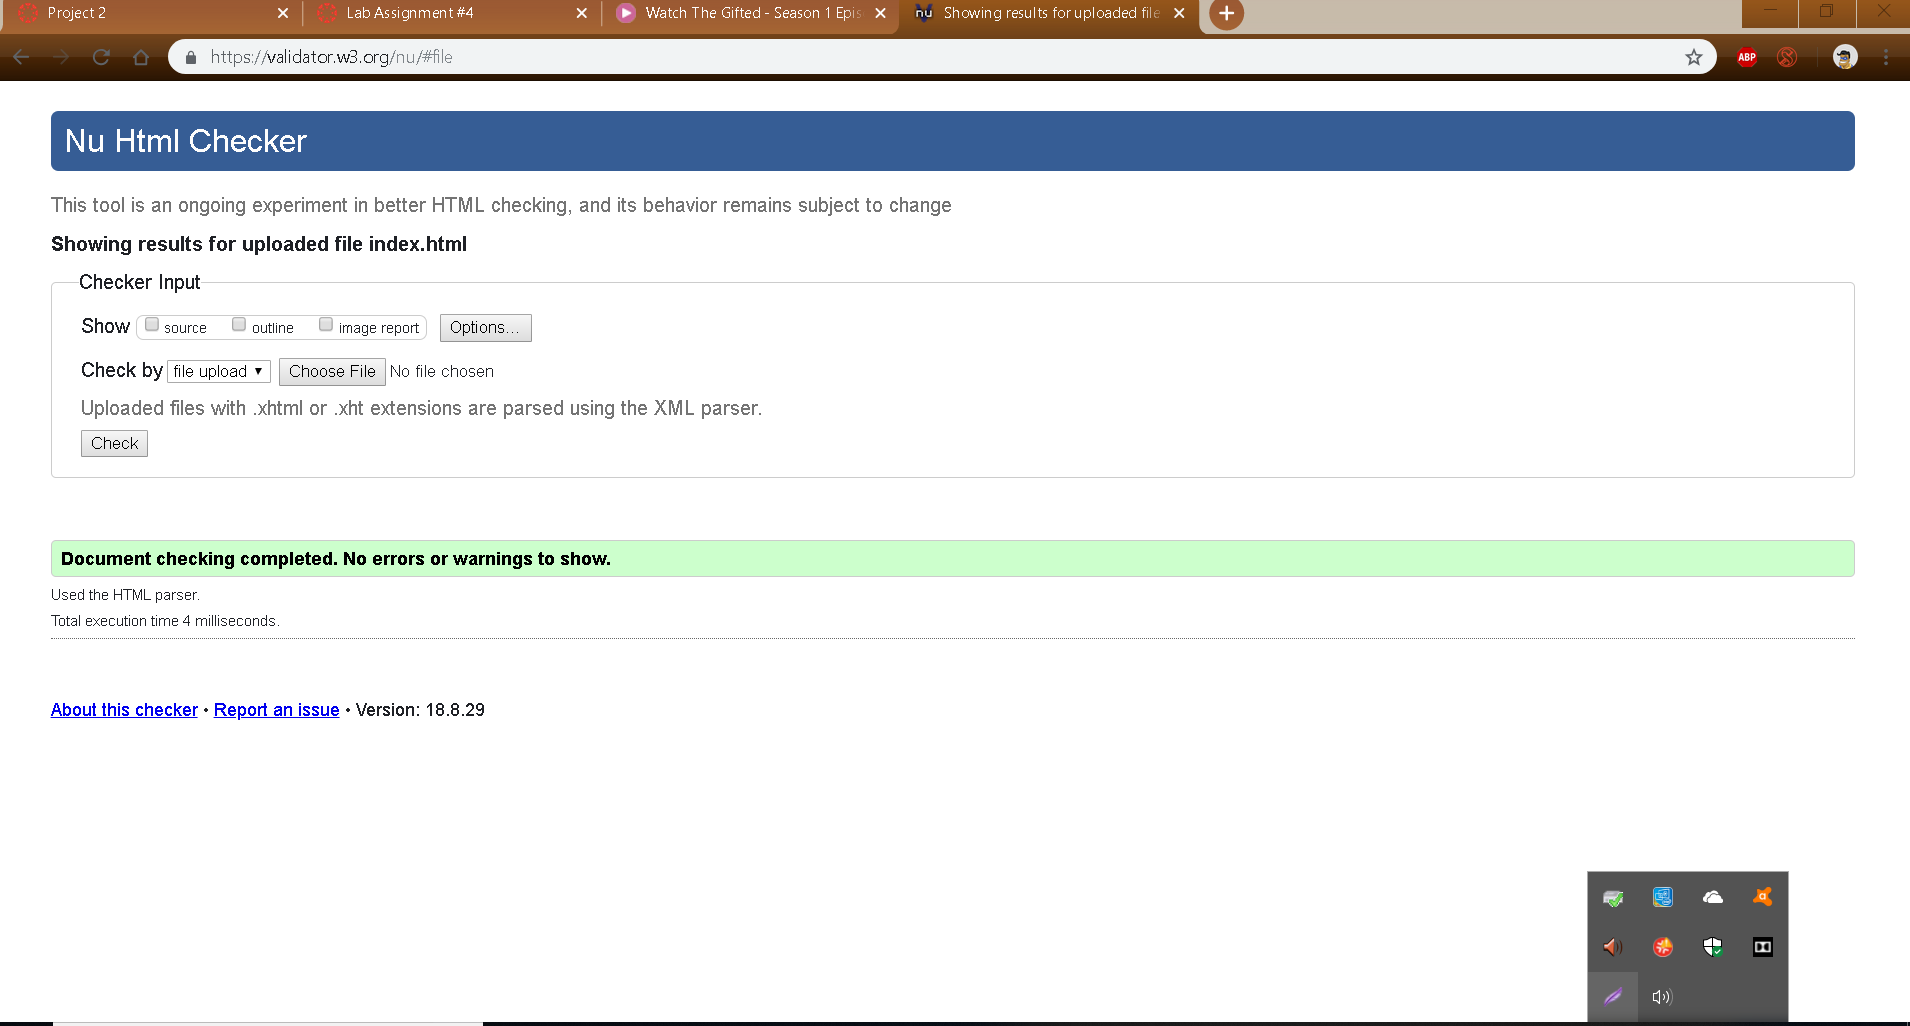 Project 2
Lab Assignment #4
Watch The Gifted - Season 1 Epis
nu Showing results for uploaded file
https://validator.w3.org/nu/#file
ABP
Nu Html Checker
This tool is an ongoing experiment in better HTML checking, and its behavior remains subject to change
Showing results for uploaded file index.html
Checker Input
Show source outline image report Options...
Check by file upload Choose File No file chosen
Uploaded files with .xhtml or .xht extensions are parsed using the XML parser.
Check
Document checking completed. No errors or warnings to show.
Used the HTML parser.
Total execution time 4 milliseconds.
About this checker • Report an issue • Version: 18.8.29